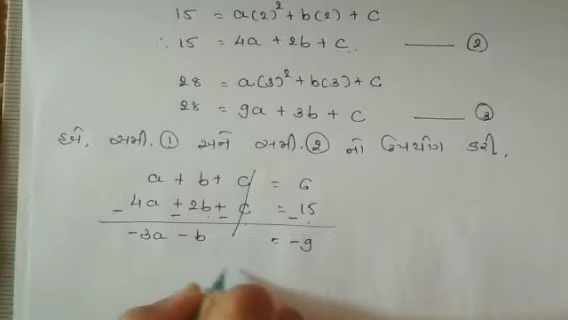 15 = a(2)² + b(2) + c
∴ 15 = 4a + 2b + c. —— ②
28 = a(3)² + b(3) + c
28 = 9a + 3b + c —— ③
હવે, સમી. ① અને સમી. ② નો ઉપયોગ કરી,
a + b + c = 6
- 4a + 2b + c = 15
- - -
-3a - b = -9